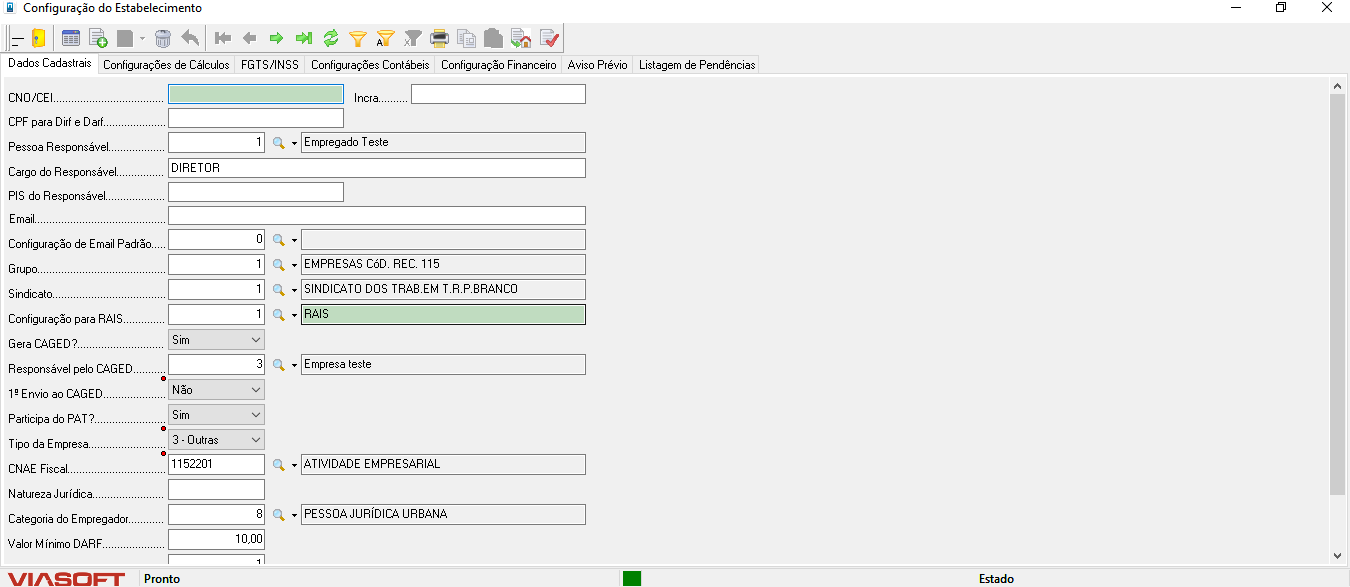 Configuração do Estabelecimento
Dados Cadastrais Configurações de Cálculos FGTS/INSS Configurações Contábeis Configuração Financeiro Aviso Prévio Listagem de Pendências
CNO/CEI................................... Incra..........
CPF para Dirf e Darf....................
Pessoa Responsável.................. 1 Empregado Teste
Cargo do Responsável............... DIRETOR
PIS do Responsável...................
Email..........................................
Configuração de Email Padrão..... 0
Grupo......................................... 1 EMPRESAS CóD. REC. 115
Sindicato.................................... 1 SINDICATO DOS TRAB.EM T.R.P.BRANCO
Configuração para RAIS............. 1 RAIS
Gera CAGED?........................... Sim
Responsável pelo CAGED.......... 3 Empresa teste
1º Envio ao CAGED.................... Não
Participa do PAT?....................... Sim
Tipo da Empresa........................ 3 - Outras
CNAE Fiscal............................... 1152201 ATIVIDADE EMPRESARIAL
Natureza Jurídica.......................
Categoria do Empregador........... 8 PESSOA JURÍDICA URBANA
Valor Mínimo DARF.................... 10,00
1
VIASOFT Pronto Estado